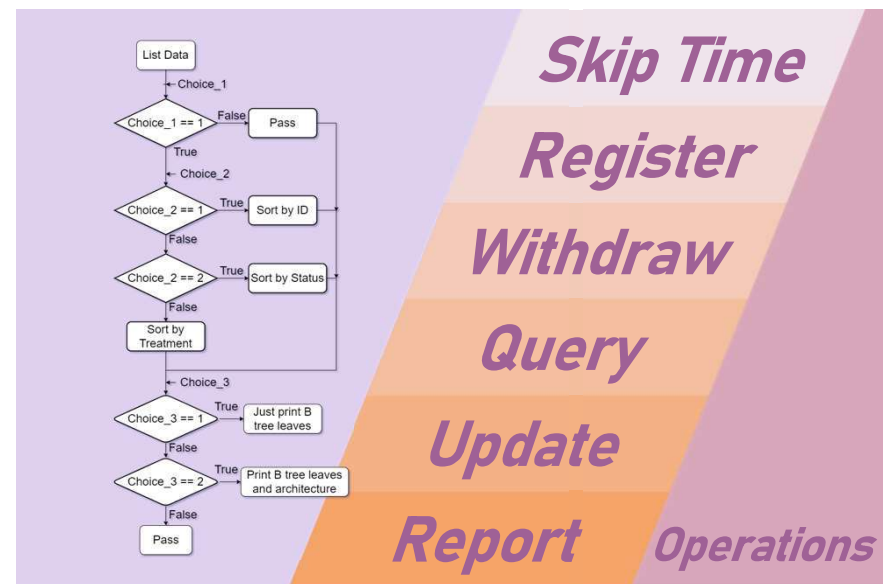 List Data
Choice_1
Choice_1 == 1
False
Pass
True
Choice_2
Choice_2 == 1
True
Sort by ID
False
Choice_2 == 2
True
Sort by Status
False
Sort by
Treatment
Choice_3
Choice_3 == 1
True
Just print B
tree leaves
False
Choice_3 == 2
True
Print B tree leaves
and architecture
False
Pass
Skip Time
Register
Withdraw
Query
Update
Report
Operations